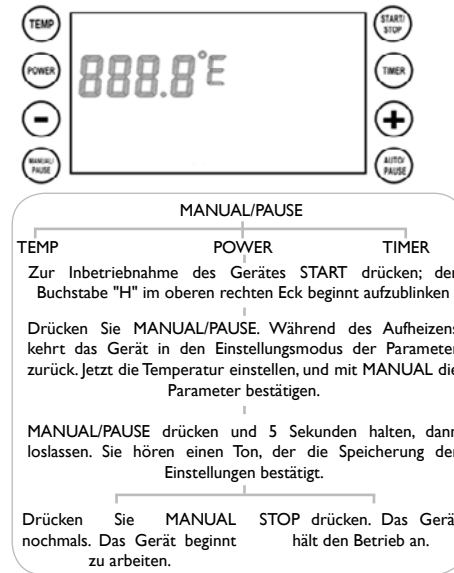 TEMP
START/
STOP
POWER
888.8°E
TIMER
-
+
MANUAL/
PAUSE
AUTO/
PAUSE
MANUAL/PAUSE
TEMP POWER TIMER
Zur Inbetriebnahme des Gerätes START drücken; der
Buchstabe "H" im oberen rechten Eck beginnt aufzublinken
Drücken Sie MANUAL/PAUSE. Während des Aufheizens
kehrt das Gerät in den Einstellungsmodus der Parameter
zurück. Jetzt die Temperatur einstellen, und mit MANUAL die
Parameter bestätigen.
MANUAL/PAUSE drücken und 5 Sekunden halten, dann
loslassen. Sie hören einen Ton, der die Speicherung der
Einstellungen bestätigt.
Drücken Sie MANUAL
nochmals. Das Gerät beginnt
zu arbeiten.
STOP drücken. Das Gerä
hält den Betrieb an.